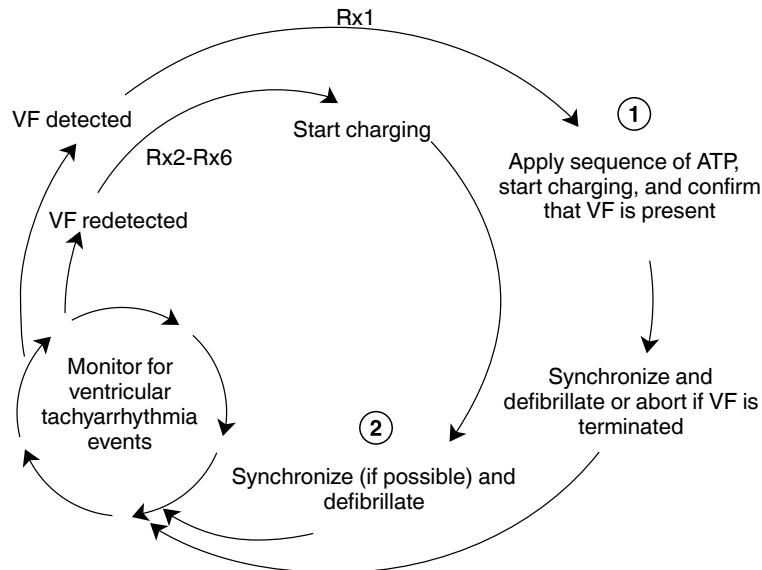 Rx1
VF detected
Start charging
1
Rx2-Rx6
Apply sequence of ATP,
start charging, and confirm
that VF is present
VF redetected
Monitor for
ventricular
tachyarrhythmia
events
Synchronize and
defibrillate or abort if VF is
terminated
2
Synchronize (if possible) and
defibrillate